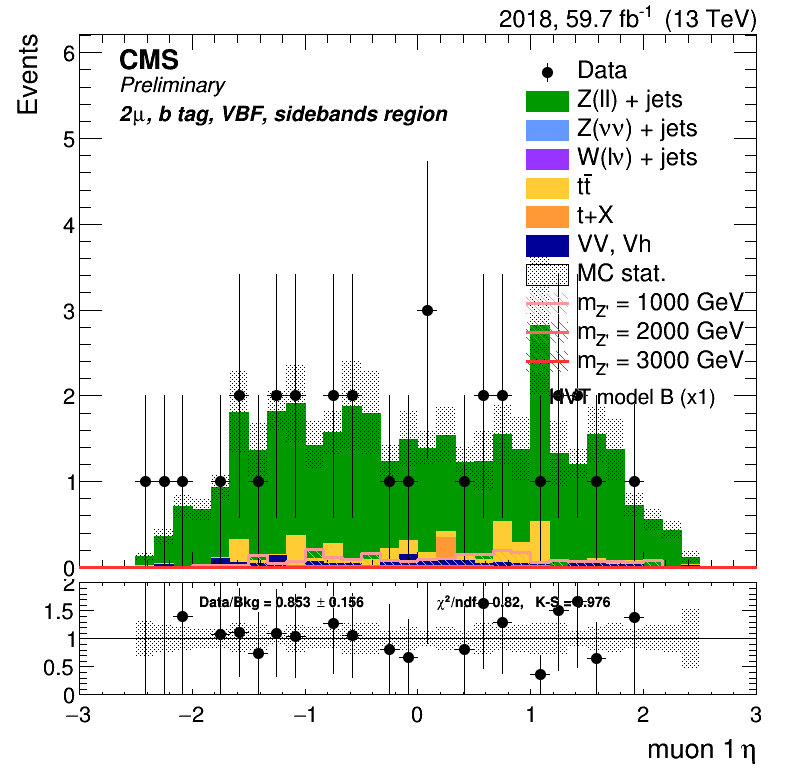 2018, 59.7 fb⁻¹ (13 TeV)
Events
CMS
Preliminary
2μ, b tag, VBF, sidebands region
Data
Z(ll) + jets
Z(νν) + jets
W(lν) + jets
tt̄
t+X
VV, Vh
MC stat.
m_Z' = 1000 GeV
m_Z' = 2000 GeV
m_Z' = 3000 GeV
HVT model B (x1)
6
5
4
3
2
1
0
Data/Bkg = 0.853 ± 0.156
χ²/ndf = 0.82, K-S = 0.976
2
1.5
1
0.5
0
−3 −2 −1 0 1 2 3
muon 1 η